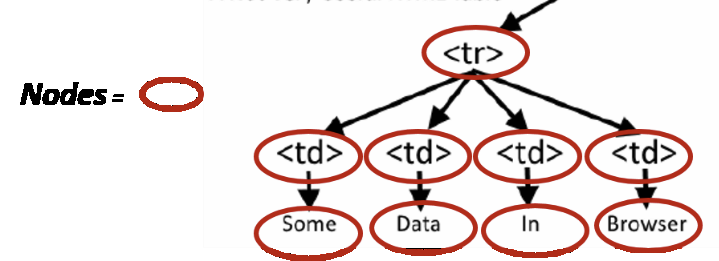 <tr>
Nodes =
<td> <td> <td> <td>
Some Data In Browser